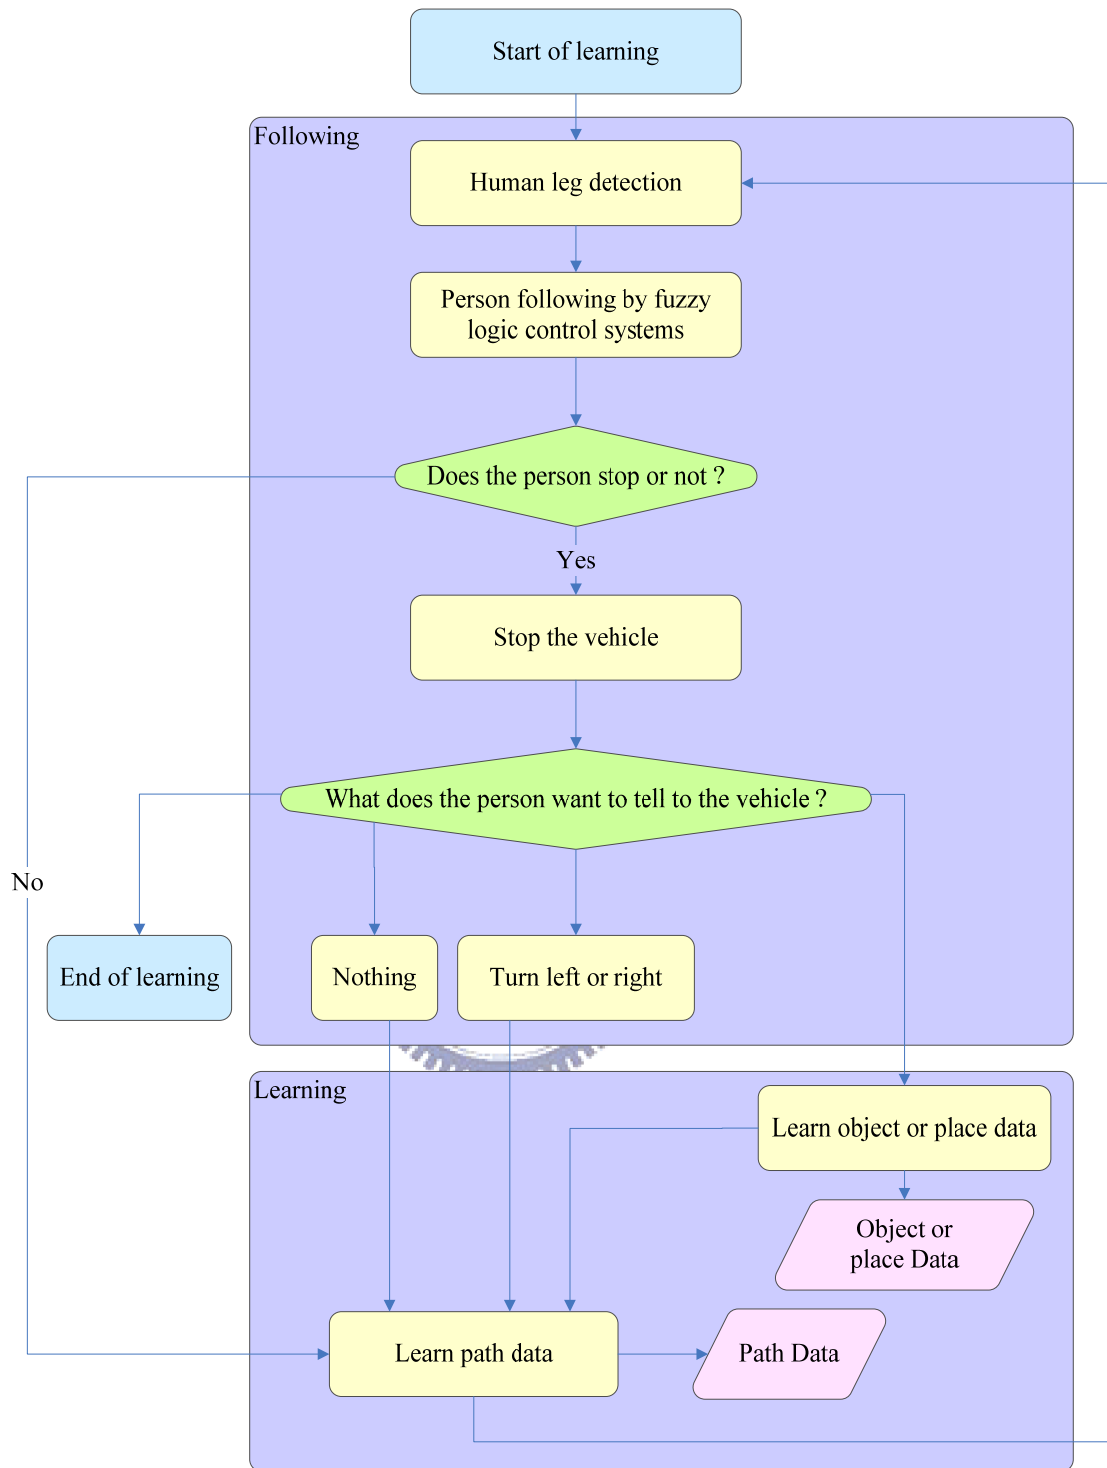 Start of learning
Following
Human leg detection
Person following by fuzzy
logic control systems
Does the person stop or not ?
Yes
Stop the vehicle
What does the person want to tell to the vehicle ?
No
End of learning
Nothing
Turn left or right
Learning
Learn object or place data
Object or
place Data
Learn path data
Path Data